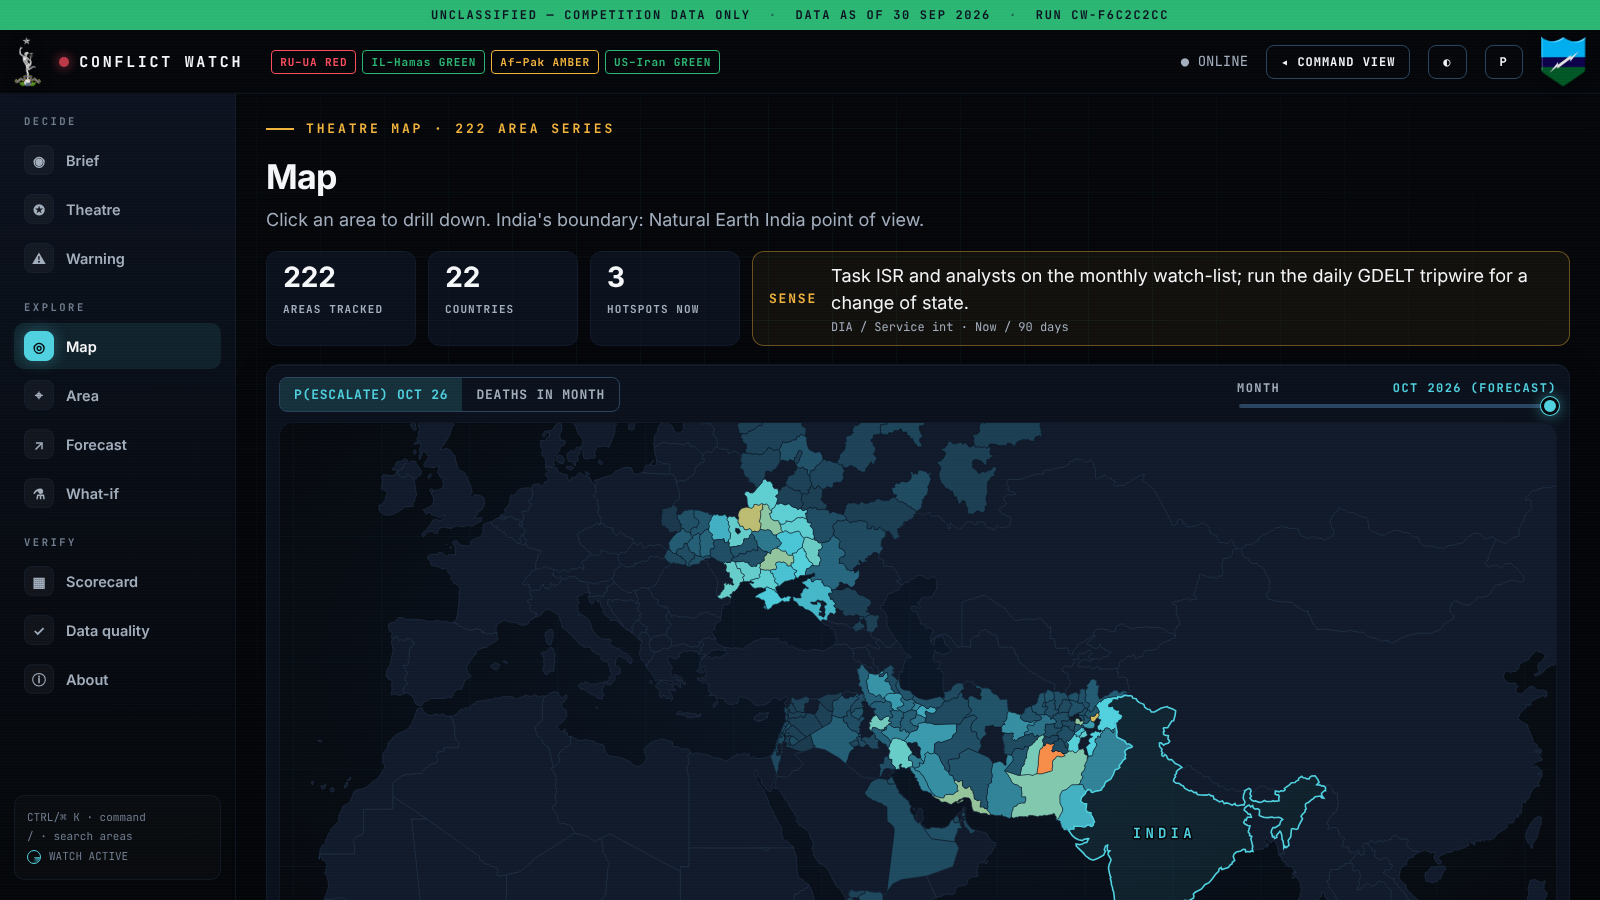 UNCLASSIFIED — COMPETITION DATA ONLY · DATA AS OF 30 SEP 2026 · RUN CW-F6C2C2CC
CONFLICT WATCH
RU-UA RED
IL-Hamas GREEN
Af-Pak AMBER
US-Iran GREEN
ONLINE
COMMAND VIEW
P
DECIDE
Brief
Theatre
Warning
EXPLORE
Map
Area
Forecast
What-if
VERIFY
Scorecard
Data quality
About
CTRL/⌘ K · command
/ · search areas
WATCH ACTIVE
THEATRE MAP · 222 AREA SERIES
Map
Click an area to drill down. India's boundary: Natural Earth India point of view.
222
AREAS TRACKED
22
COUNTRIES
3
HOTSPOTS NOW
SENSE
Task ISR and analysts on the monthly watch-list; run the daily GDELT tripwire for a
change of state.
DIA / Service int · Now / 90 days
P(ESCALATE) OCT 26
DEATHS IN MONTH
MONTH
OCT 2026 (FORECAST)
INDIA